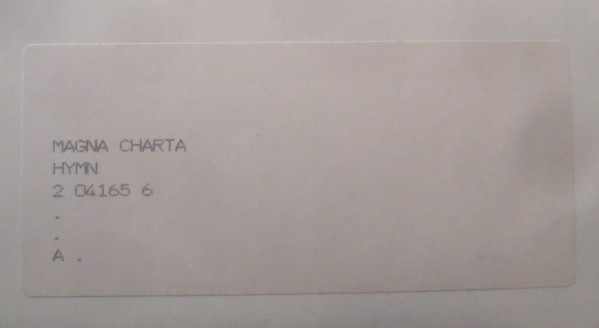 MAGNA CHARTA
HYMN
2 04165 6
.
.
A .